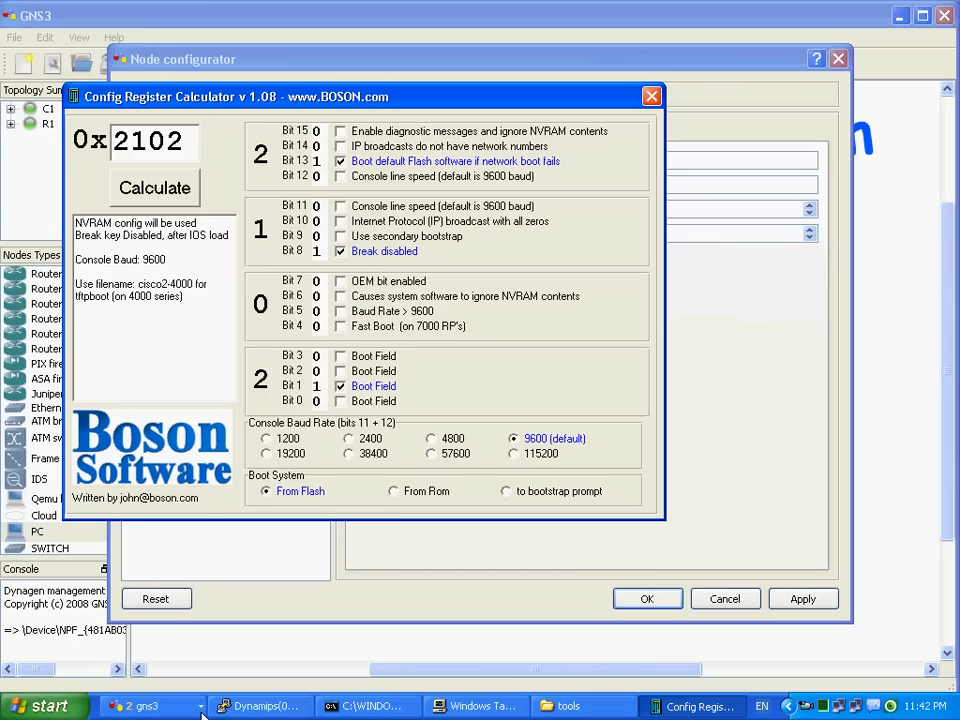 GNS3
File Edit View Help
Node configurator
Topology Sum
C1
R1
Config Register Calculator v 1.08 - www.BOSON.com
0x 2102
Calculate
NVRAM config will be used
Break key Disabled, after IOS load
Console Baud: 9600
Use filename: cisco2-4000 for
tftpboot (on 4000 series)
2
Bit 15 0 Enable diagnostic messages and ignore NVRAM contents
Bit 14 0 IP broadcasts do not have network numbers
Bit 13 1 Boot default Flash software if network boot fails
Bit 12 0 Console line speed (default is 9600 baud)
1
Bit 11 0 Console line speed (default is 9600 baud)
Bit 10 0 Internet Protocol (IP) broadcast with all zeros
Bit 9 0 Use secondary bootstrap
Bit 8 1 Break disabled
0
Bit 7 0 OEM bit enabled
Bit 6 0 Causes system software to ignore NVRAM contents
Bit 5 0 Baud Rate > 9600
Bit 4 0 Fast Boot (on 7000 RP's)
2
Bit 3 0 Boot Field
Bit 2 0 Boot Field
Bit 1 1 Boot Field
Bit 0 0 Boot Field
Console Baud Rate (bits 11 + 12)
1200 2400 4800 9600 (default)
19200 38400 57600 115200
Boot System
From Flash From Rom to bootstrap prompt
Boson
Software
Written by john@boson.com
Nodes Types
Router
Router
Router
Router
Router
Router
PIX fire
ASA fir
Juniper
Ethern
ATM br
ATM sw
Frame
IDS
Qemu
Cloud
PC
SWITCH
Console
Dynagen management
Copyright (c) 2008 GNS
=> \Device\NPF_{481AB03
Reset OK Cancel Apply
start 2 gns3 Dynamips(0... C:\WINDO... Windows Ta... tools Config Regis... EN 11:42 PM